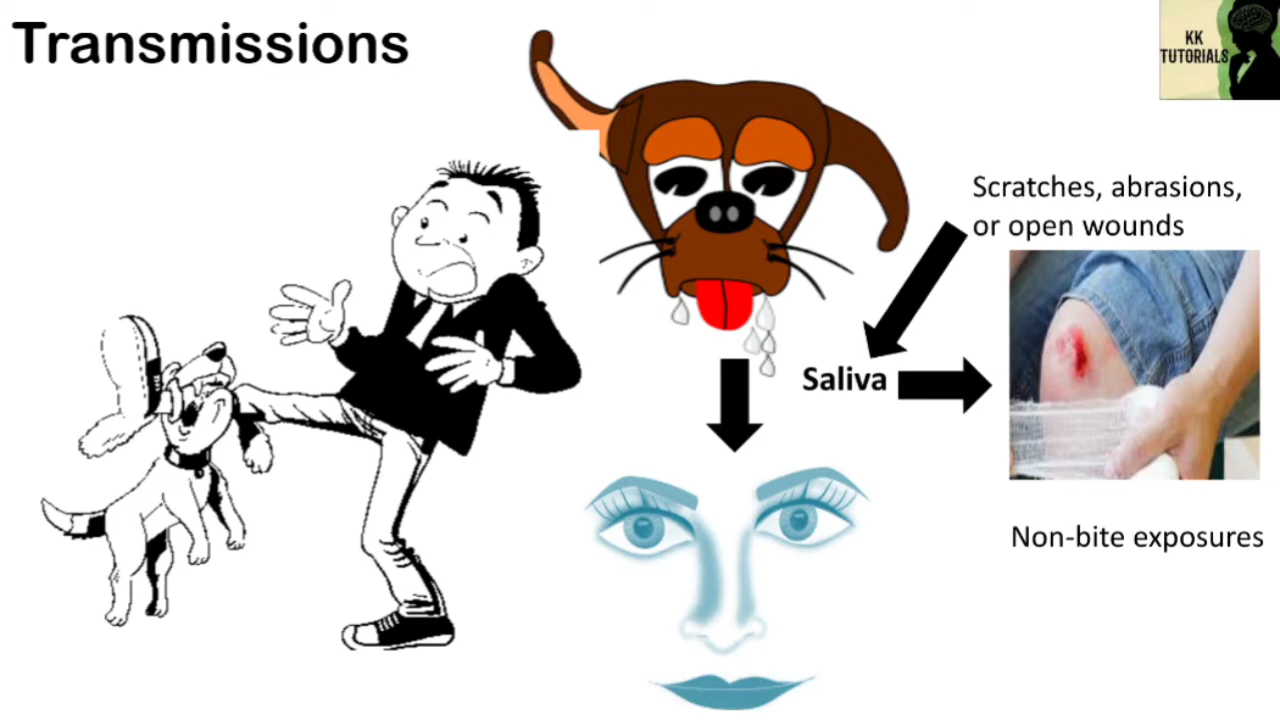 Transmissions
KK
TUTORIALS
Scratches, abrasions,
or open wounds
Saliva
Non-bite exposures